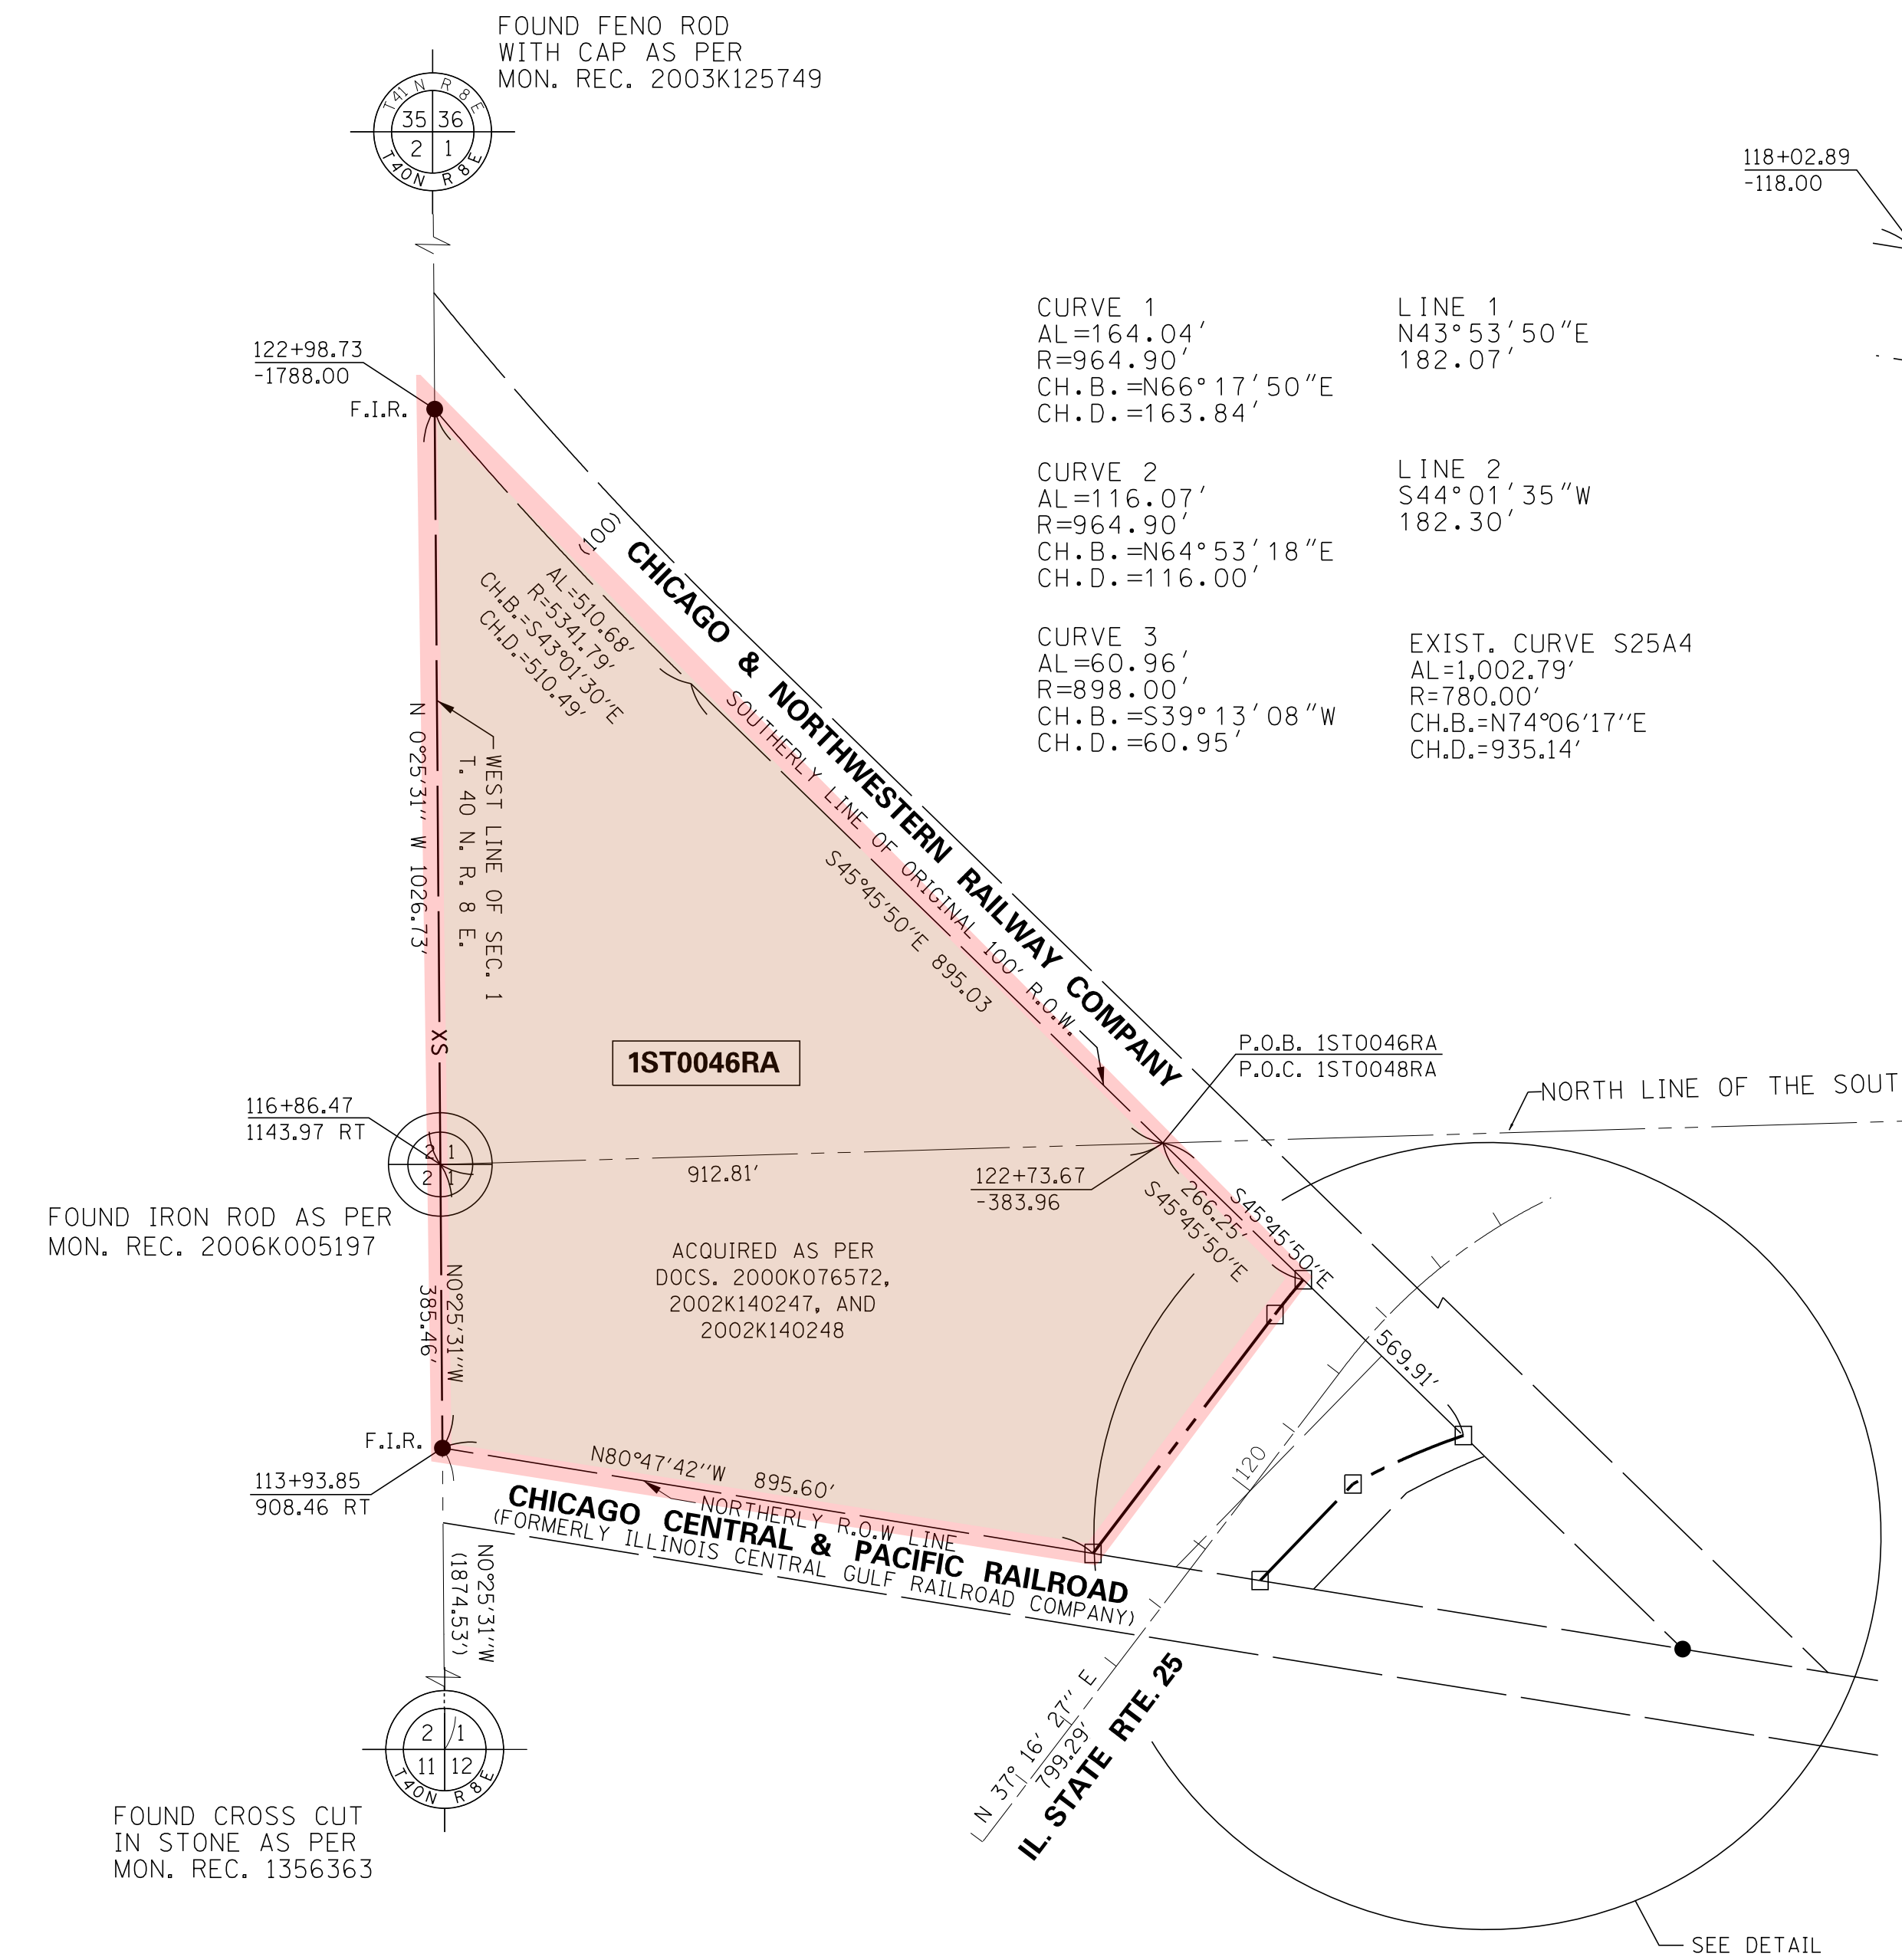 FOUND FENO ROD
WITH CAP AS PER
MON. REC. 2003K125749
T41N R8E
35 36
2 1
T40N R8E
118+02.89
-118.00
122+98.73
-1788.00
F.I.R.
CURVE 1
AL=164.04'
R=964.90'
CH.B.=N66°17'50"E
CH.D.=163.84'
LINE 1
N43°53'50"E
182.07'
CURVE 2
AL=116.07'
R=964.90'
CH.B.=N64°53'18"E
CH.D.=116.00'
LINE 2
S44°01'35"W
182.30'
CURVE 3
AL=60.96'
R=898.00'
CH.B.=S39°13'08"W
CH.D.=60.95'
EXIST. CURVE S25A4
AL=1,002.79'
R=780.00'
CH.B.=N74°06'17''E
CH.D.=935.14'
(100')
CHICAGO & NORTHWESTERN RAILWAY COMPANY
AL=510.68'
R=5341.79'
CH.B.=S43°01'30''E
CH.D.=510.49'
SOUTHERLY LINE OF ORIGINAL 100' R.O.W.
S45°45'50''E 895.03
N 0°25'31'' W 1026.73'
WEST LINE OF SEC. 1
T. 40 N. R. 8 E.
XS
1ST0046RA
P.O.B. 1ST0046RA
P.O.C. 1ST0048RA
NORTH LINE OF THE SOUT
116+86.47
1143.97 RT
2 1
2 1
912.81'
122+73.67
-383.96
FOUND IRON ROD AS PER
MON. REC. 2006K005197
266.25'
S45°45'50''E
S45°45'50''E
ACQUIRED AS PER
DOCS. 2000K076572,
2002K140247, AND
2002K140248
N0°25'31''W
385.46'
569.91'
F.I.R.
113+93.85
908.46 RT
N80°47'42''W 895.60'
NORTHERLY R.O.W LINE
CHICAGO CENTRAL & PACIFIC RAILROAD
(FORMERLY ILLINOIS CENTRAL GULF RAILROAD COMPANY)
120
N0°25'31''W
(1874.53')
N 37° 16' 27'' E
799.29'
IL. STATE RTE. 25
2 1
11 12
T40N R8E
FOUND CROSS CUT
IN STONE AS PER
MON. REC. 1356363
SEE DETAIL